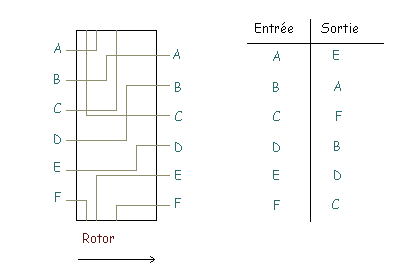 Entrée Sortie
A A A E
B B B A
C C C F
D D D B
E E E D
F F F C
Rotor